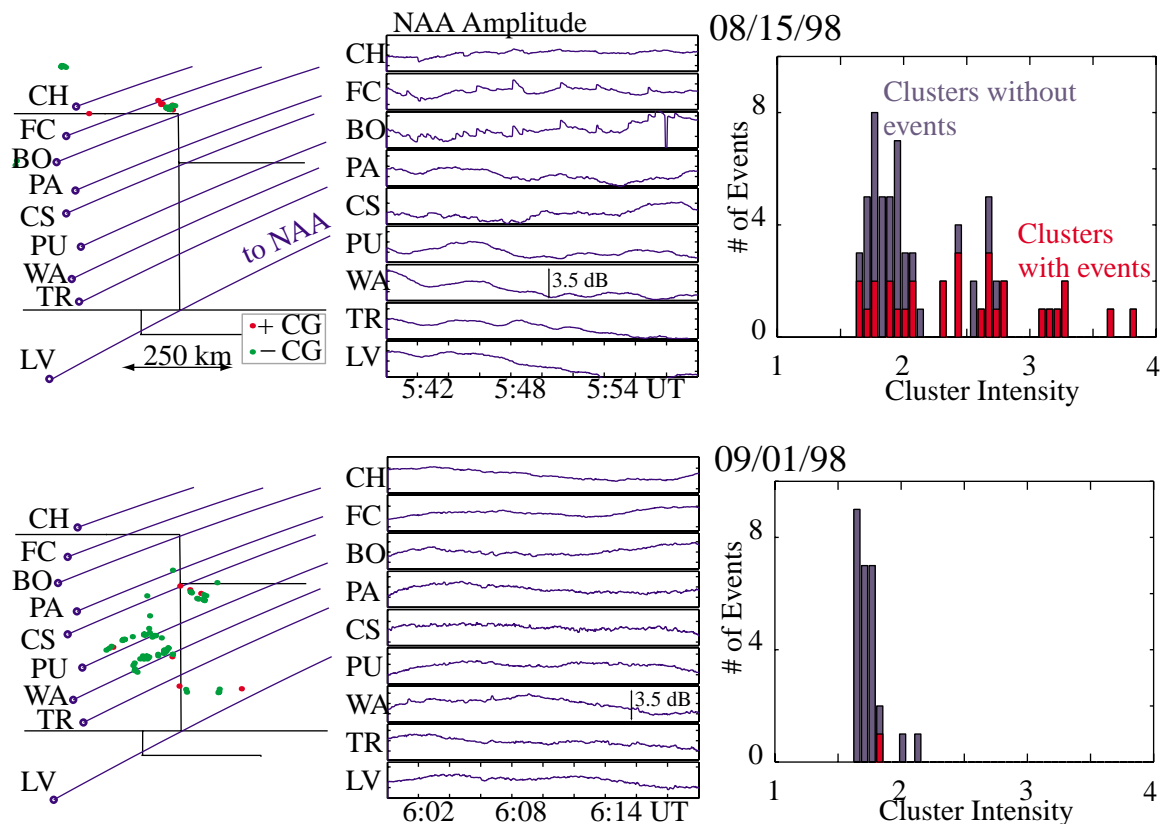 NAA Amplitude
08/15/98
CH
FC
BO
PA
CS
PU
WA
TR
LV
to NAA
+ CG
− CG
250 km
CH
FC
BO
PA
CS
PU
WA
TR
LV
3.5 dB
5:42
5:48
5:54 UT
# of Events
8
4
0
Clusters without
events
Clusters
with events
1
2
3
4
Cluster Intensity
09/01/98
CH
FC
BO
PA
CS
PU
WA
TR
LV
CH
FC
BO
PA
CS
PU
WA
TR
LV
3.5 dB
6:02
6:08
6:14 UT
# of Events
8
4
0
1
2
3
4
Cluster Intensity